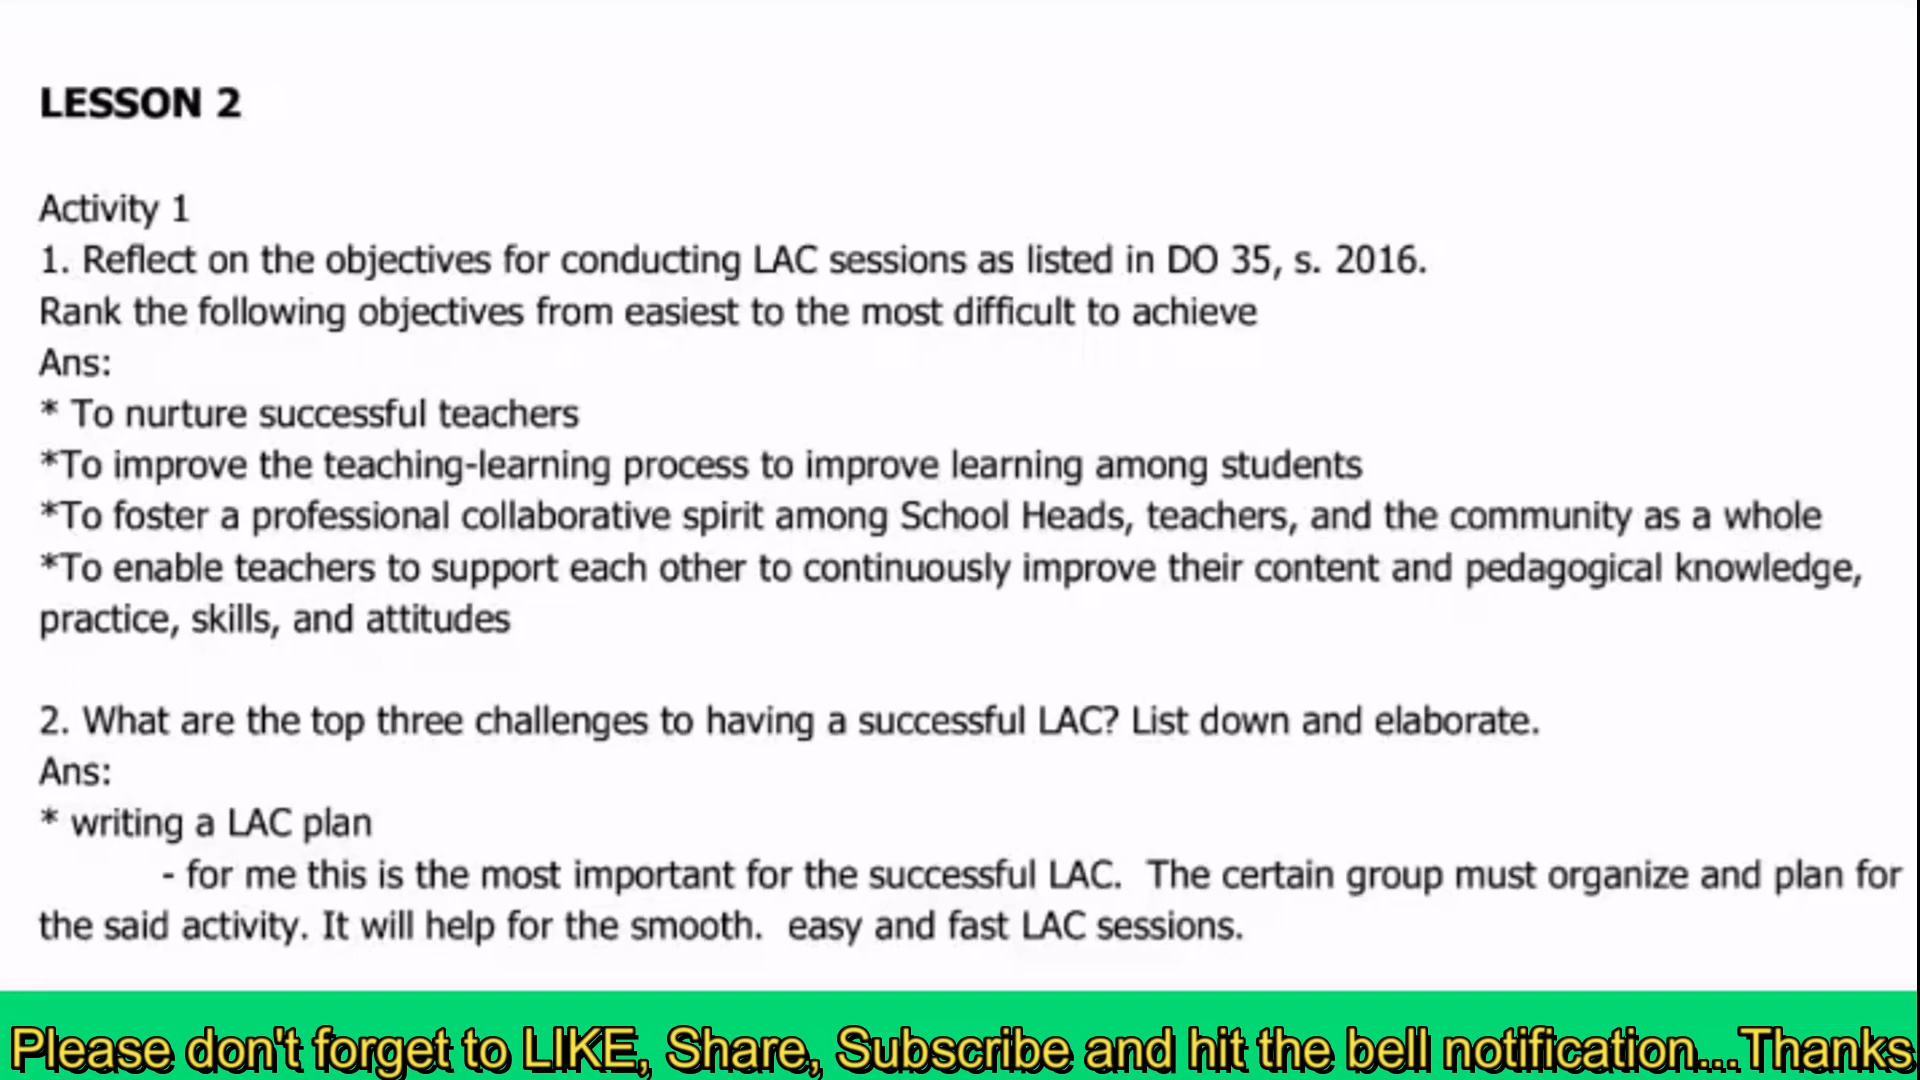 LESSON 2
Activity 1
1. Reflect on the objectives for conducting LAC sessions as listed in DO 35, s. 2016.
Rank the following objectives from easiest to the most difficult to achieve
Ans:
* To nurture successful teachers
*To improve the teaching-learning process to improve learning among students
*To foster a professional collaborative spirit among School Heads, teachers, and the community as a whole
*To enable teachers to support each other to continuously improve their content and pedagogical knowledge,
practice, skills, and attitudes
2. What are the top three challenges to having a successful LAC? List down and elaborate.
Ans:
* writing a LAC plan
- for me this is the most important for the successful LAC.  The certain group must organize and plan for
the said activity. It will help for the smooth.  easy and fast LAC sessions.
Please don't forget to LIKE, Share, Subscribe and hit the bell notification...Thanks